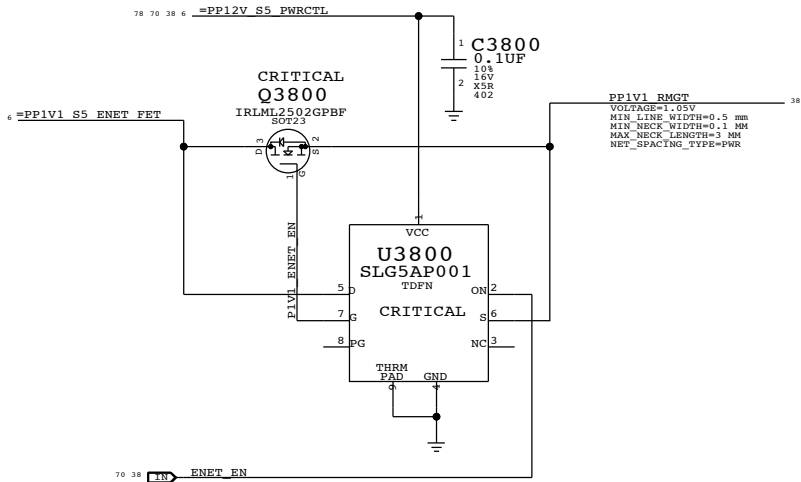 78 70 38 6 =PP12V_S5_PWRCTL
1 C3800
0.1UF
10%
16V
2 X5R
402
CRITICAL
Q3800
IRLML2502GPBF
SOT23
6 =PP1V1_S5_ENET_FET
D 3
S 2
1 G
PP1V1_RMGT 38
VOLTAGE=1.05V
MIN_LINE_WIDTH=0.5 mm
MIN_NECK_WIDTH=0.1 MM
MAX_NECK_LENGTH=3 MM
NET_SPACING_TYPE=PWR
P1V1_ENET_EN
1
VCC
U3800
SLG5AP001
TDFN
5 D ON 2
CRITICAL
7 G S 6
8 PG NC 3
THRM
PAD GND
9 4
70 38 IN ENET_EN